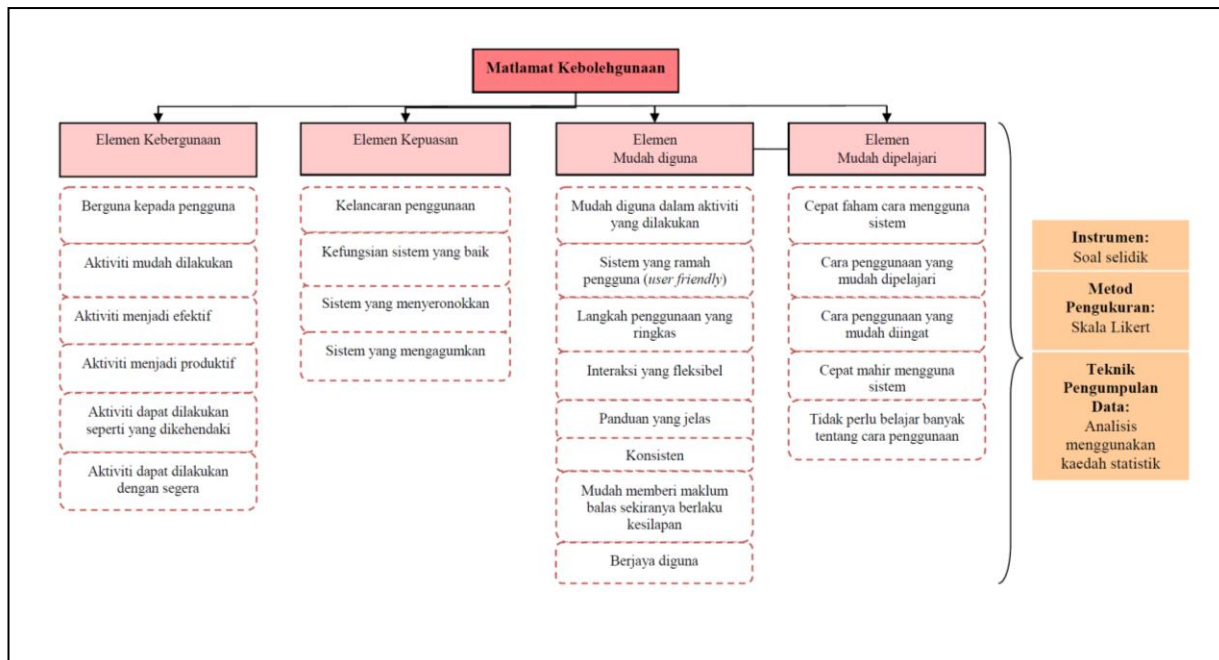 Matlamat Kebolehgunaan
Elemen Kebergunaan
Berguna kepada pengguna
Aktiviti mudah dilakukan
Aktiviti menjadi efektif
Aktiviti menjadi produktif
Aktiviti dapat dilakukan
seperti yang dikehendaki
Aktiviti dapat dilakukan
dengan segera
Elemen Kepuasan
Kelancaran penggunaan
Kefungsian sistem yang baik
Sistem yang menyeronokkan
Sistem yang mengagumkan
Elemen
Mudah diguna
Mudah diguna dalam aktiviti
yang dilakukan
Sistem yang ramah
pengguna (user friendly)
Langkah penggunaan yang
ringkas
Interaksi yang fleksibel
Panduan yang jelas
Konsisten
Mudah memberi maklum
balas sekiranya berlaku
kesilapan
Berjaya diguna
Elemen
Mudah dipelajari
Cepat faham cara mengguna
sistem
Cara penggunaan yang
mudah dipelajari
Cara penggunaan yang
mudah diingat
Cepat mahir mengguna
sistem
Tidak perlu belajar banyak
tentang cara penggunaan
Instrumen:
Soal selidik
Metod
Pengukuran:
Skala Likert
Teknik
Pengumpulan
Data:
Analisis
menggunakan
kaedah statistik